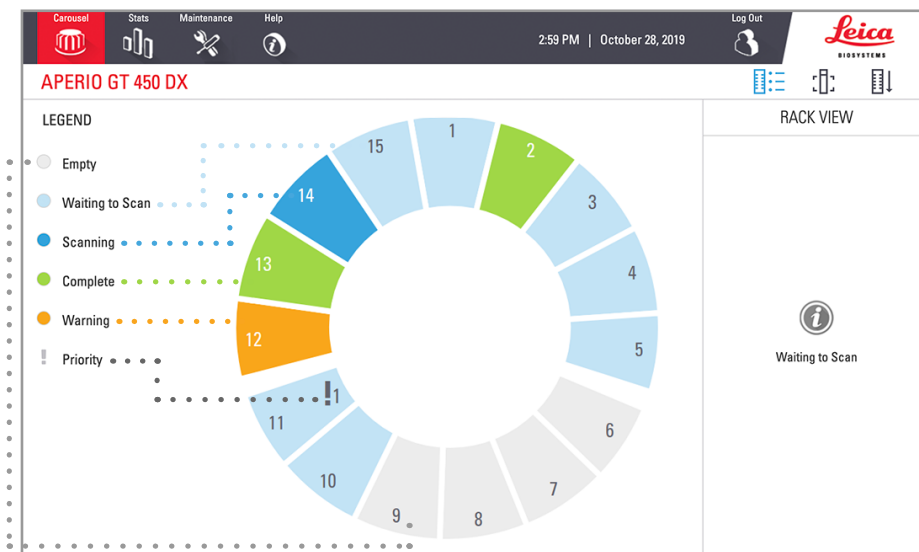 Carousel
Stats
Maintenance
Help
2:59 PM | October 28, 2019
Log Out
Leica
BIOSYSTEMS
APERIO GT 450 DX
LEGEND
Empty
Waiting to Scan
Scanning
Complete
Warning
! Priority
15
1
2
3
4
5
6
7
8
9
10
11
!1
12
13
14
RACK VIEW
i
Waiting to Scan